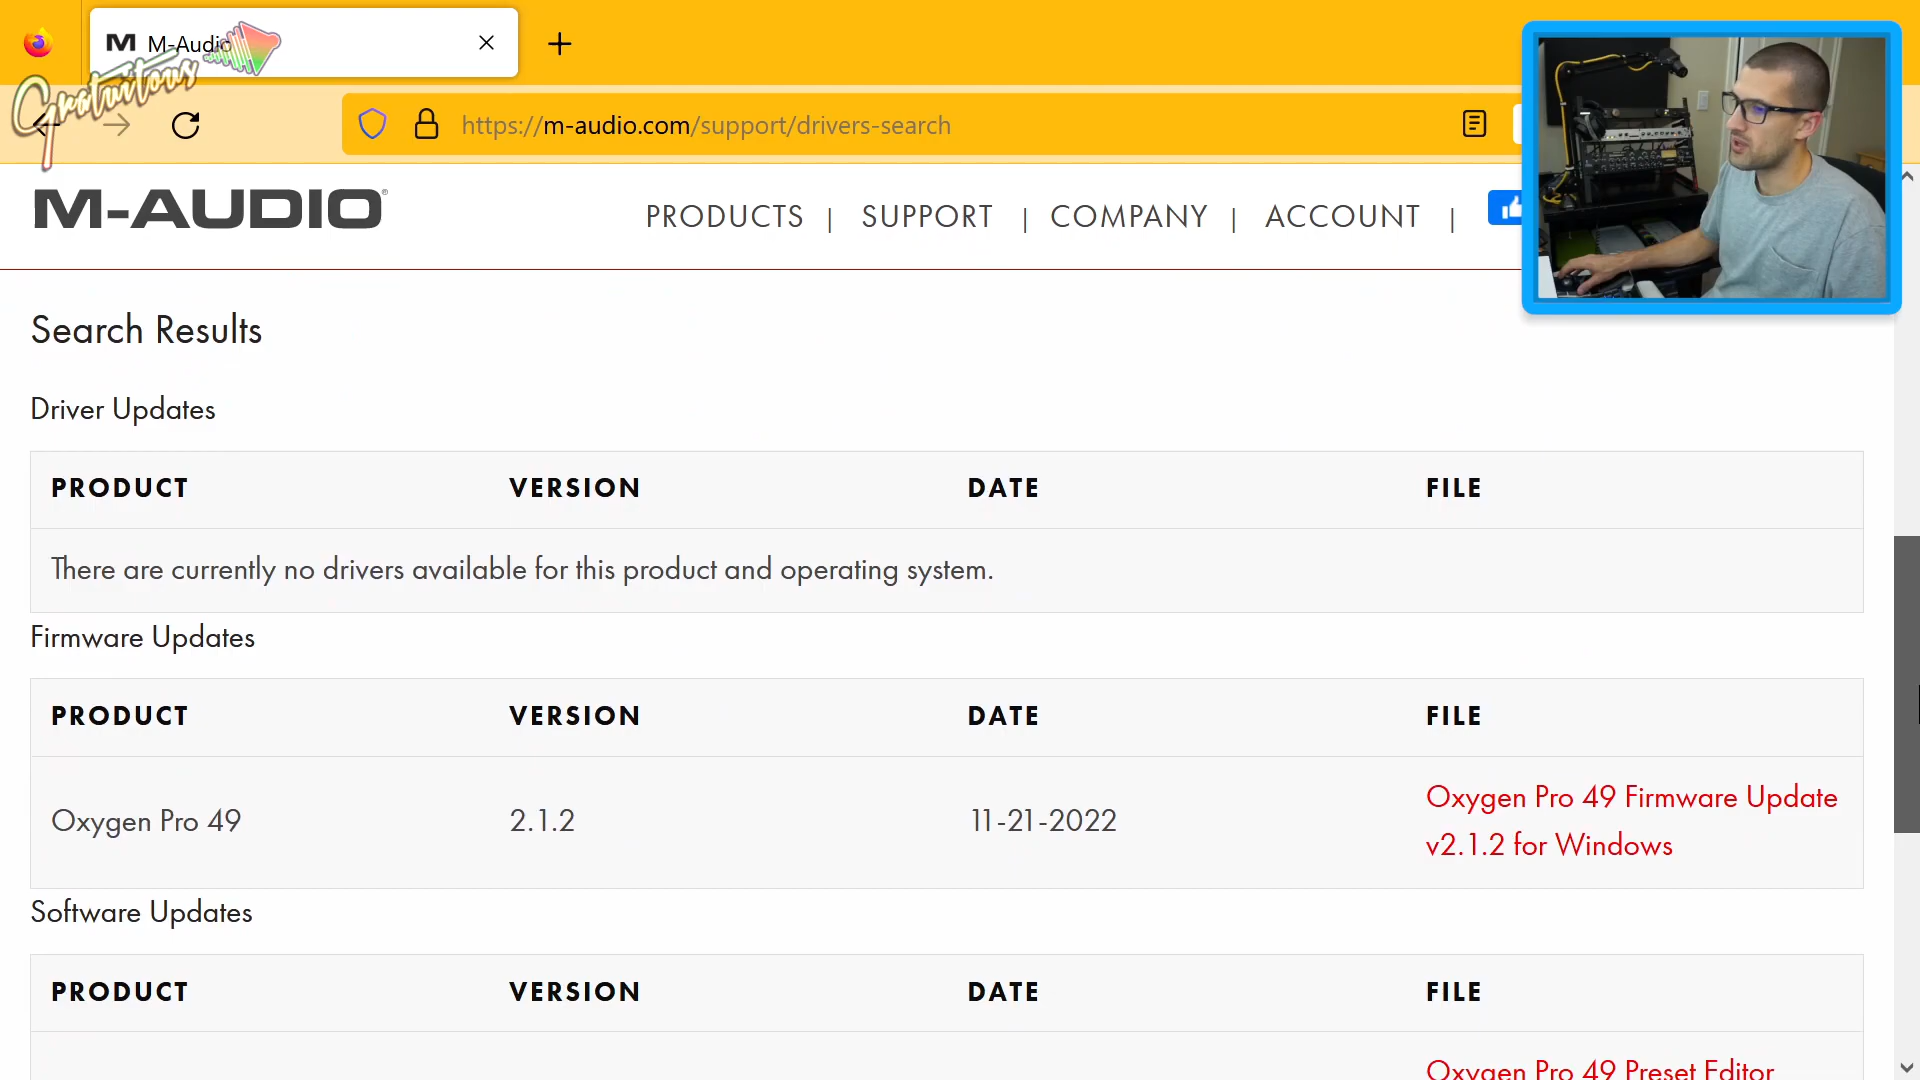 M M-Audio
Gratuitous
https://m-audio.com/support/drivers-search
M-AUDIO®
PRODUCTS | SUPPORT | COMPANY | ACCOUNT |
Search Results
Driver Updates
PRODUCT VERSION DATE FILE
There are currently no drivers available for this product and operating system.
Firmware Updates
PRODUCT VERSION DATE FILE
Oxygen Pro 49 2.1.2 11-21-2022 Oxygen Pro 49 Firmware Update
v2.1.2 for Windows
Software Updates
PRODUCT VERSION DATE FILE
Oxygen Pro 49 Preset Editor